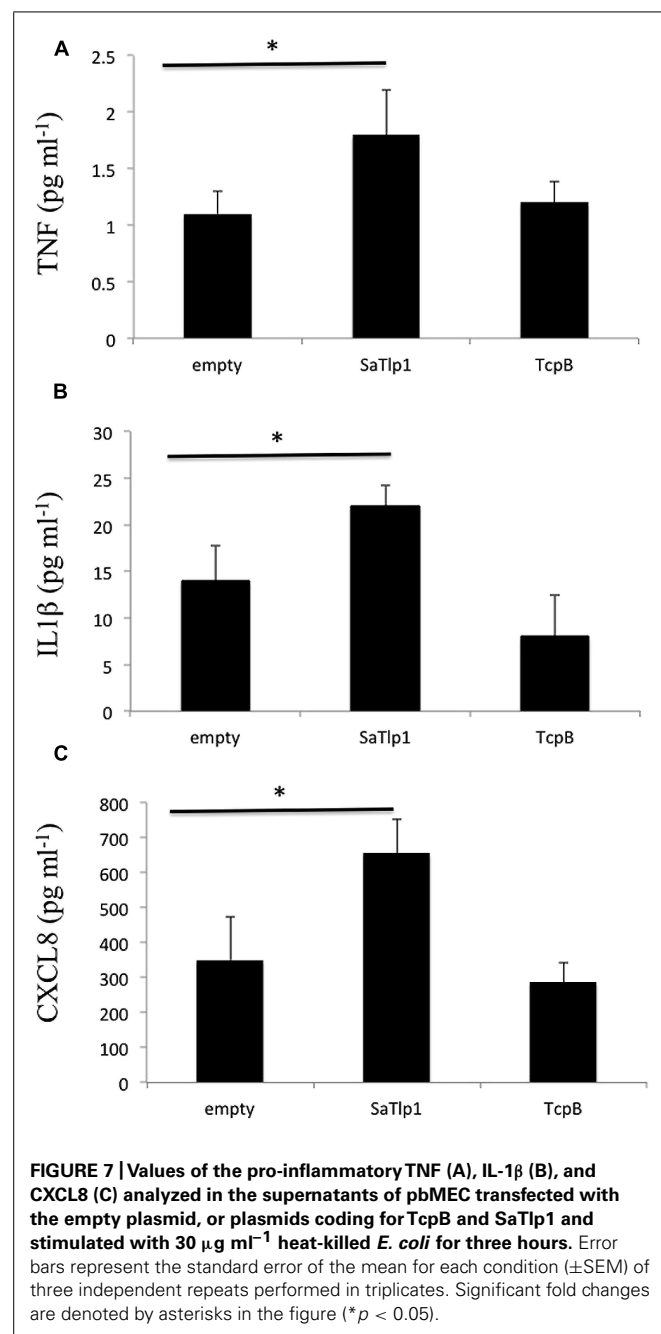 A
*
TNF (pg ml⁻¹)
2.5
2
1.5
1
0.5
0
empty SaTlp1 TcpB
B
*
IL1β (pg ml⁻¹)
30
25
20
15
10
5
0
empty SaTlp1 TcpB
C
*
CXCL8 (pg ml⁻¹)
800
700
600
500
400
300
200
100
0
empty SaTlp1 TcpB
FIGURE 7 | Values of the pro-inflammatory TNF (A), IL-1β (B), and
CXCL8 (C) analyzed in the supernatants of pbMEC transfected with
the empty plasmid, or plasmids coding for TcpB and SaTlp1 and
stimulated with 30 μg ml⁻¹ heat-killed E. coli for three hours. Error
bars represent the standard error of the mean for each condition (±SEM) of
three independent repeats performed in triplicates. Significant fold changes
are denoted by asterisks in the figure (*p < 0.05).